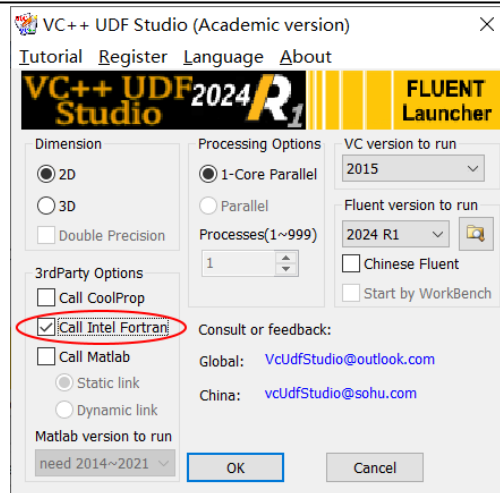 VC++ UDF Studio (Academic version)
Tutorial Register Language About
VC++ UDF Studio 2024 R1 FLUENT Launcher
Dimension
2D
3D
Double Precision
Processing Options
1-Core Parallel
Parallel
Processes(1~999)
1
VC version to run
2015
Fluent version to run
2024 R1
Chinese Fluent
Start by WorkBench
3rdParty Options
Call CoolProp
Call Intel Fortran
Call Matlab
Static link
Dynamic link
Matlab version to run
need 2014~2021
Consult or feedback:
Global: VcUdfStudio@outlook.com
China: vcUdfStudio@sohu.com
OK
Cancel